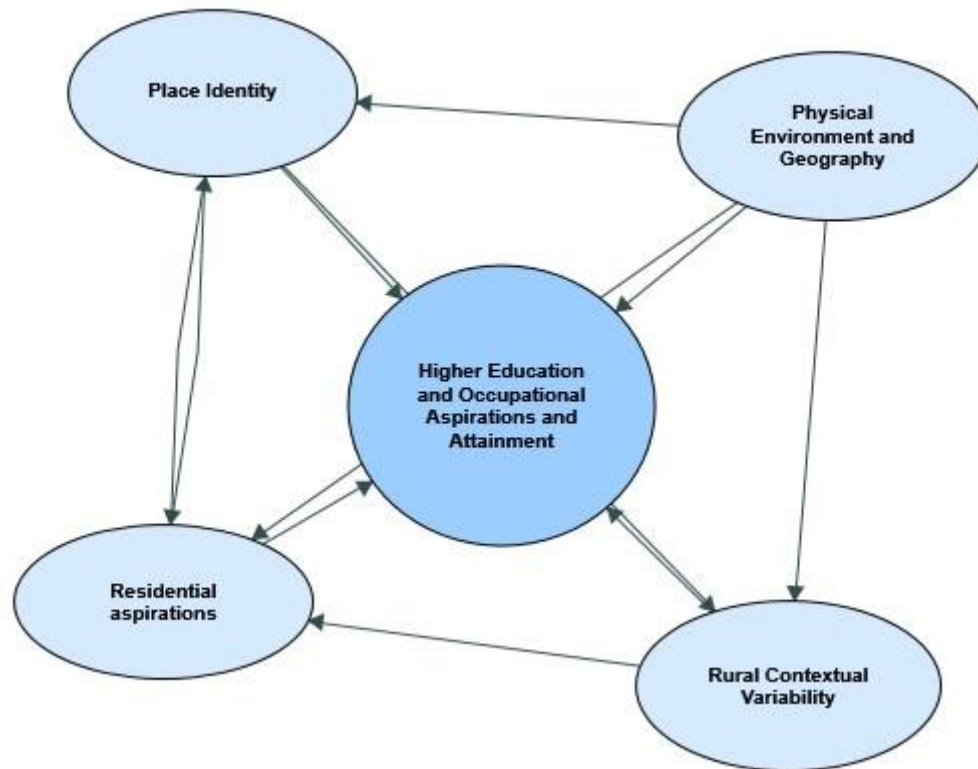 Place Identity
Physical
Environment and
Geography
Higher Education
and Occupational
Aspirations and
Attainment
Residential
aspirations
Rural Contextual
Variability